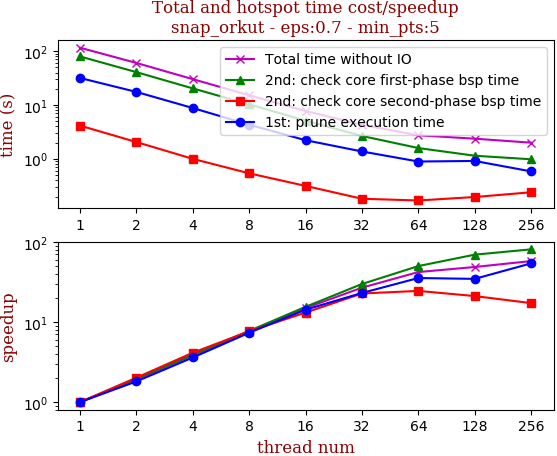 Total and hotspot time cost/speedup
snap_orkut - eps:0.7 - min_pts:5
time (s)
10²
10¹
10⁰
Total time without IO
2nd: check core first-phase bsp time
2nd: check core second-phase bsp time
1st: prune execution time
1 2 4 8 16 32 64 128 256
speedup
10²
10¹
10⁰
1 2 4 8 16 32 64 128 256
thread num